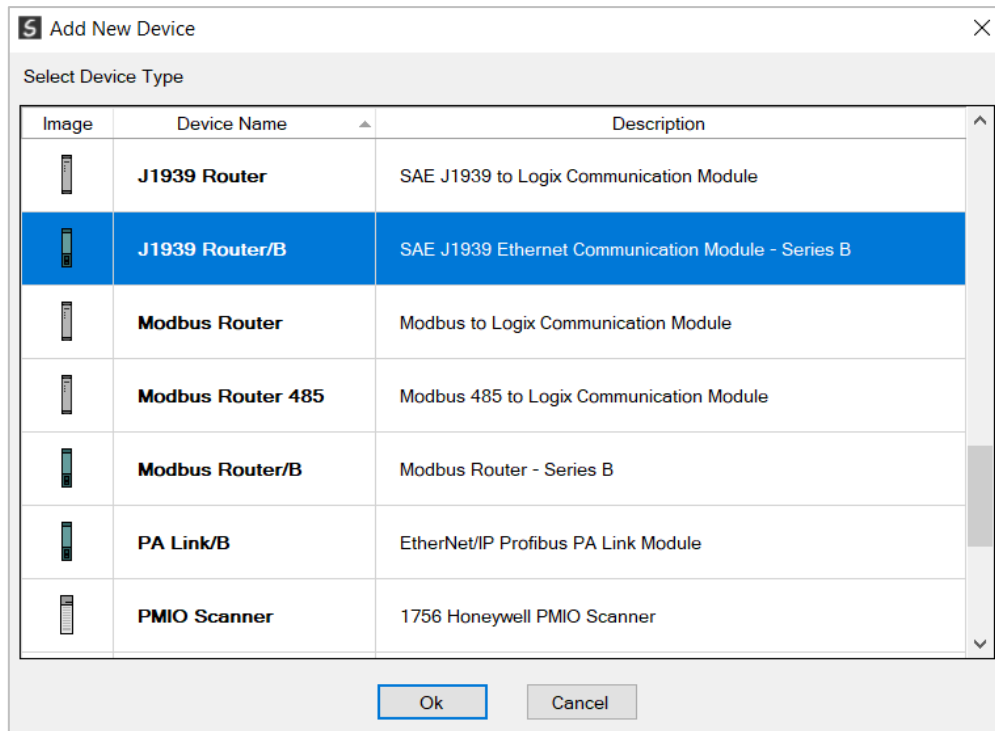 Add New Device
Select Device Type
Image Device Name Description
J1939 Router SAE J1939 to Logix Communication Module
J1939 Router/B SAE J1939 Ethernet Communication Module - Series B
Modbus Router Modbus to Logix Communication Module
Modbus Router 485 Modbus 485 to Logix Communication Module
Modbus Router/B Modbus Router - Series B
PA Link/B EtherNet/IP Profibus PA Link Module
PMIO Scanner 1756 Honeywell PMIO Scanner
Ok Cancel